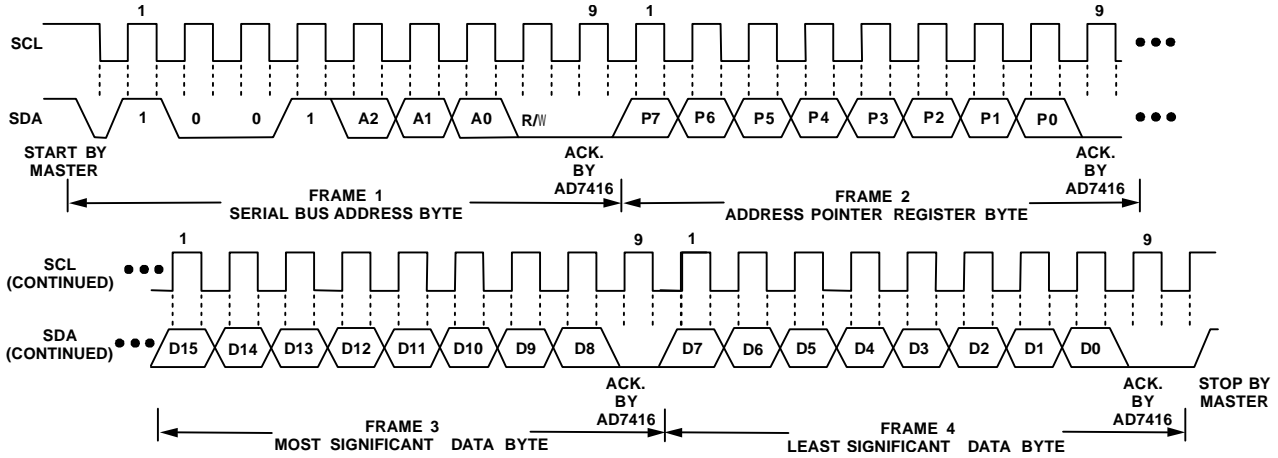 1 9 1 9
SCL
SDA
1 0 0 1 A2 A1 A0 R/W P7 P6 P5 P4 P3 P2 P1 P0
START BY
MASTER
ACK.
BY
AD7416
ACK.
BY
AD7416
FRAME 1
SERIAL BUS ADDRESS BYTE
FRAME 2
ADDRESS POINTER REGISTER BYTE
1 9 1 9
SCL
(CONTINUED)
SDA
(CONTINUED)
D15 D14 D13 D12 D11 D10 D9 D8 D7 D6 D5 D4 D3 D2 D1 D0
ACK.
BY
AD7416
ACK.
BY
AD7416
STOP BY
MASTER
FRAME 3
MOST SIGNIFICANT DATA BYTE
FRAME 4
LEAST SIGNIFICANT DATA BYTE